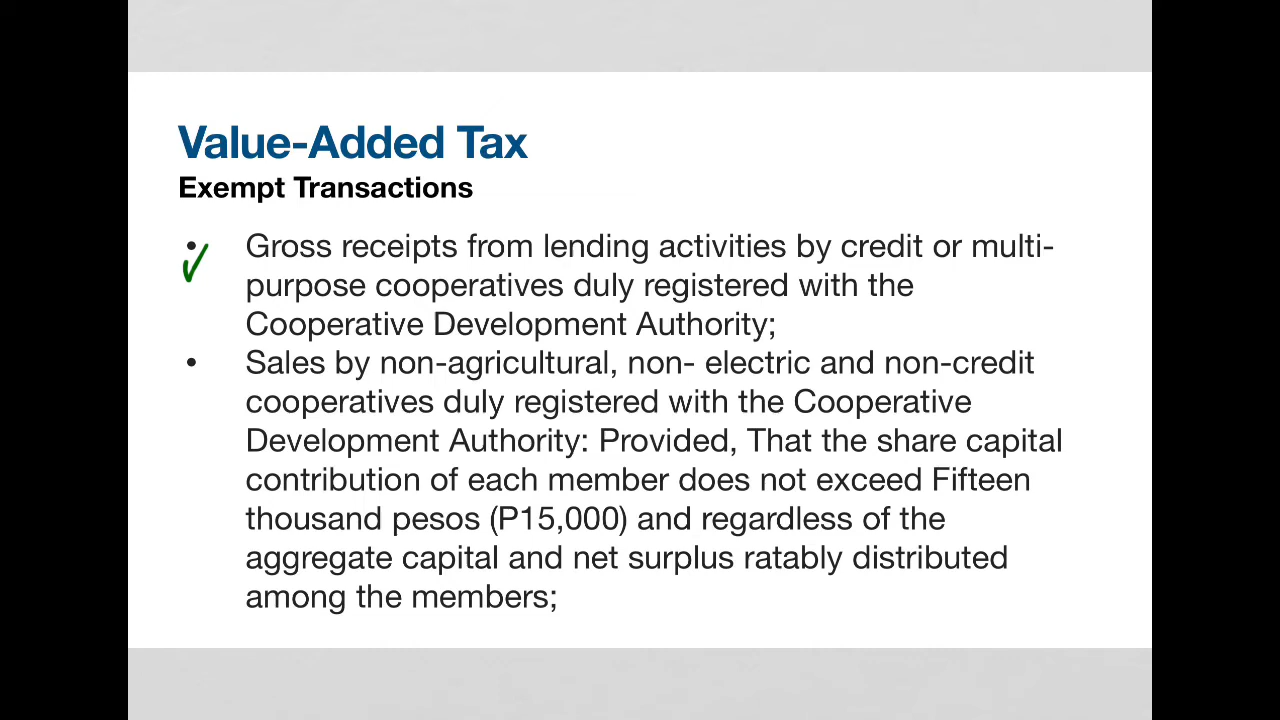 Value-Added Tax
Exempt Transactions
• Gross receipts from lending activities by credit or multi-
purpose cooperatives duly registered with the
Cooperative Development Authority;
• Sales by non-agricultural, non- electric and non-credit
cooperatives duly registered with the Cooperative
Development Authority: Provided, That the share capital
contribution of each member does not exceed Fifteen
thousand pesos (P15,000) and regardless of the
aggregate capital and net surplus ratably distributed
among the members;